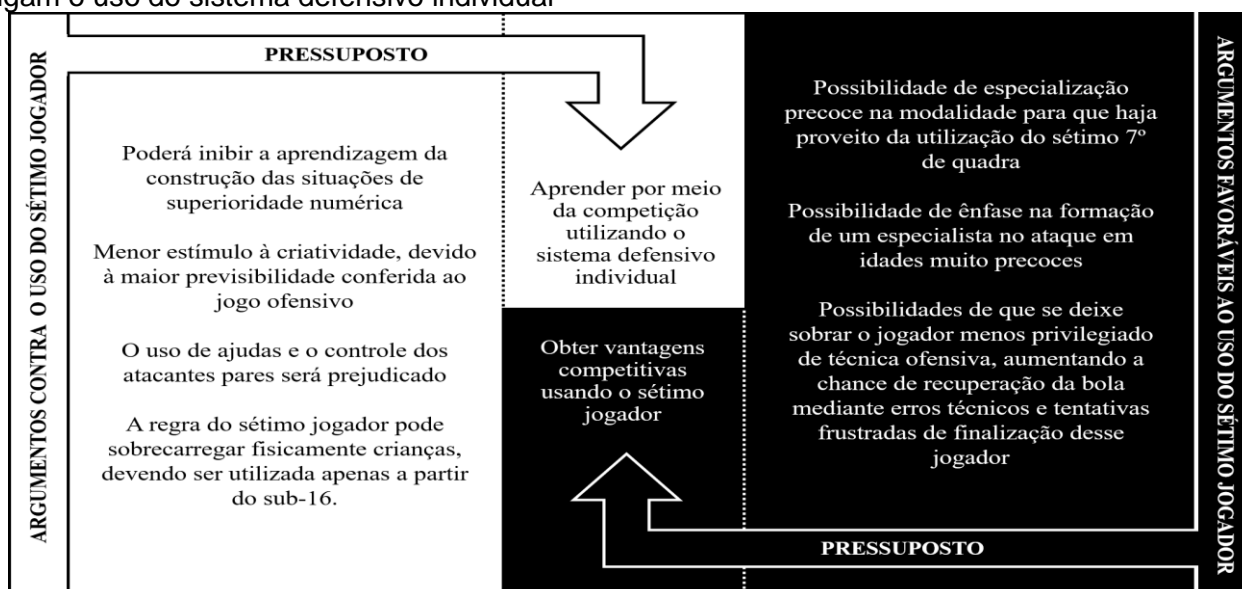 igam o uso do sistema defensivo individual
ARGUMENTOS CONTRA O USO DO SÉTIMO JOGADOR
PRESSUPOSTO
Poderá inibir a aprendizagem da
construção das situações de
superioridade numérica
Menor estímulo à criatividade, devido
à maior previsibilidade conferida ao
jogo ofensivo
O uso de ajudas e o controle dos
atacantes pares será prejudicado
A regra do sétimo jogador pode
sobrecarregar fisicamente crianças,
devendo ser utilizada apenas a partir
do sub-16.
Aprender por meio
da competição
utilizando o
sistema defensivo
individual
Obter vantagens
competitivas
usando o sétimo
jogador
Possibilidade de especialização
precoce na modalidade para que haja
proveito da utilização do sétimo 7º
de quadra
Possibilidade de ênfase na formação
de um especialista no ataque em
idades muito precoces
Possibilidades de que se deixe
sobrar o jogador menos privilegiado
de técnica ofensiva, aumentando a
chance de recuperação da bola
mediante erros técnicos e tentativas
frustradas de finalização desse
jogador
PRESSUPOSTO
ARGUMENTOS FAVORÁVEIS AO USO DO SÉTIMO JOGADOR